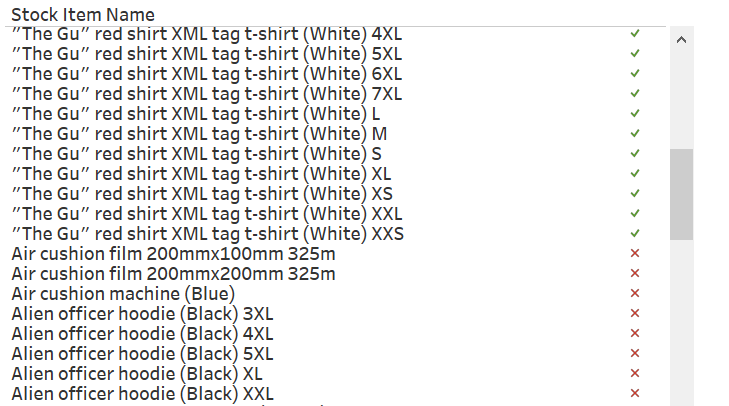 Stock Item Name
"The Gu" red shirt XML tag t-shirt (White) 4XL
"The Gu" red shirt XML tag t-shirt (White) 5XL
"The Gu" red shirt XML tag t-shirt (White) 6XL
"The Gu" red shirt XML tag t-shirt (White) 7XL
"The Gu" red shirt XML tag t-shirt (White) L
"The Gu" red shirt XML tag t-shirt (White) M
"The Gu" red shirt XML tag t-shirt (White) S
"The Gu" red shirt XML tag t-shirt (White) XL
"The Gu" red shirt XML tag t-shirt (White) XS
"The Gu" red shirt XML tag t-shirt (White) XXL
"The Gu" red shirt XML tag t-shirt (White) XXS
Air cushion film 200mmx100mm 325m
Air cushion film 200mmx200mm 325m
Air cushion machine (Blue)
Alien officer hoodie (Black) 3XL
Alien officer hoodie (Black) 4XL
Alien officer hoodie (Black) 5XL
Alien officer hoodie (Black) XL
Alien officer hoodie (Black) XXL